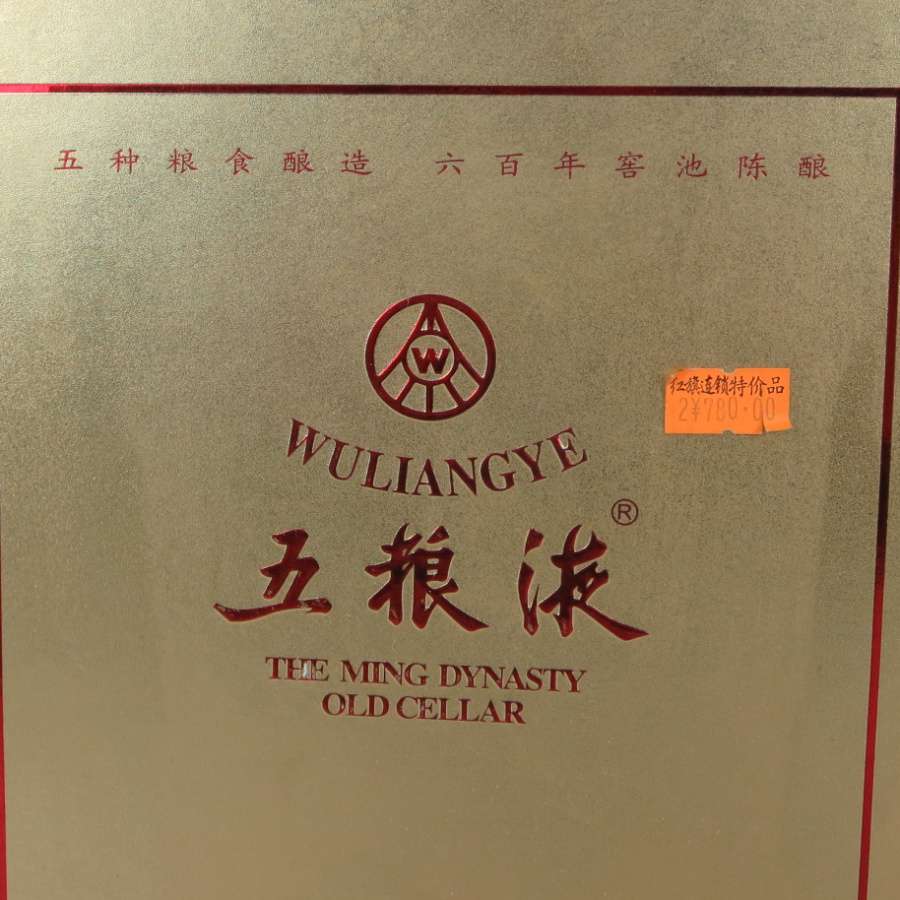 五种粮食酿造 六百年窖池陈酿
W
红旗连锁特价品
2¥780.00
WULIANGYE
五粮液®
THE MING DYNASTY
OLD CELLAR